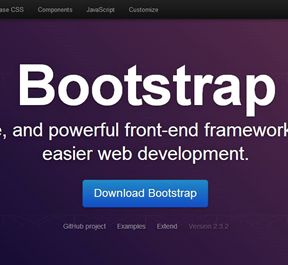 ase CSS Components JavaScript Customize
Bootstrap
, and powerful front-end framework
easier web development.
Download Bootstrap
GitHub project Examples Extend Version 2.3.2